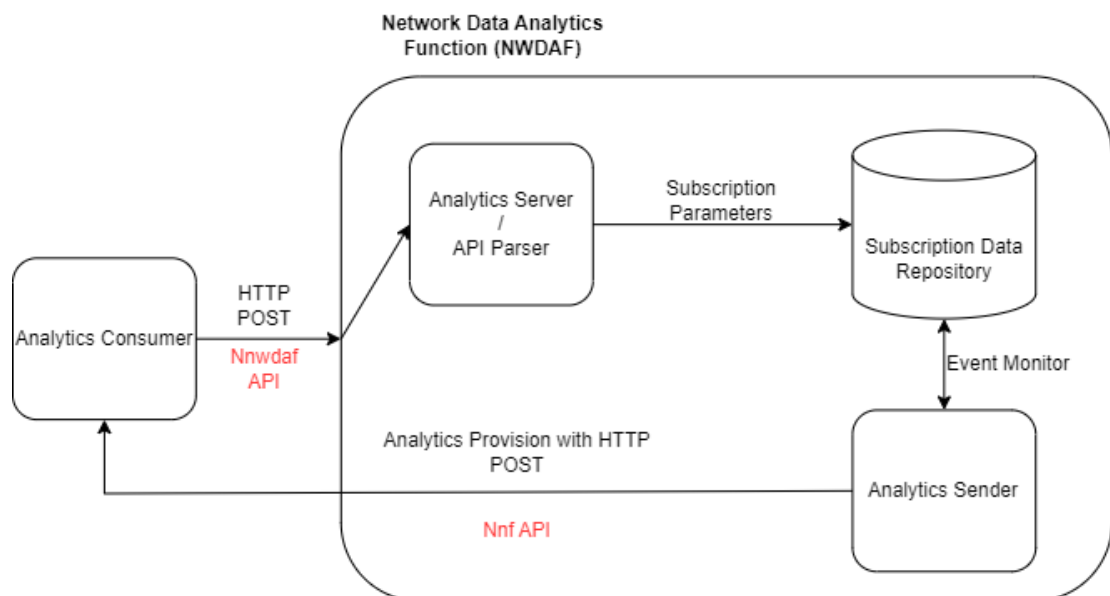 Network Data Analytics
Function (NWDAF)
Analytics Server
/
API Parser
Subscription
Parameters
Subscription Data
Repository
Analytics Consumer
HTTP
POST
Nnwdaf
API
Event Monitor
Analytics Provision with HTTP
POST
Nnf API
Analytics Sender